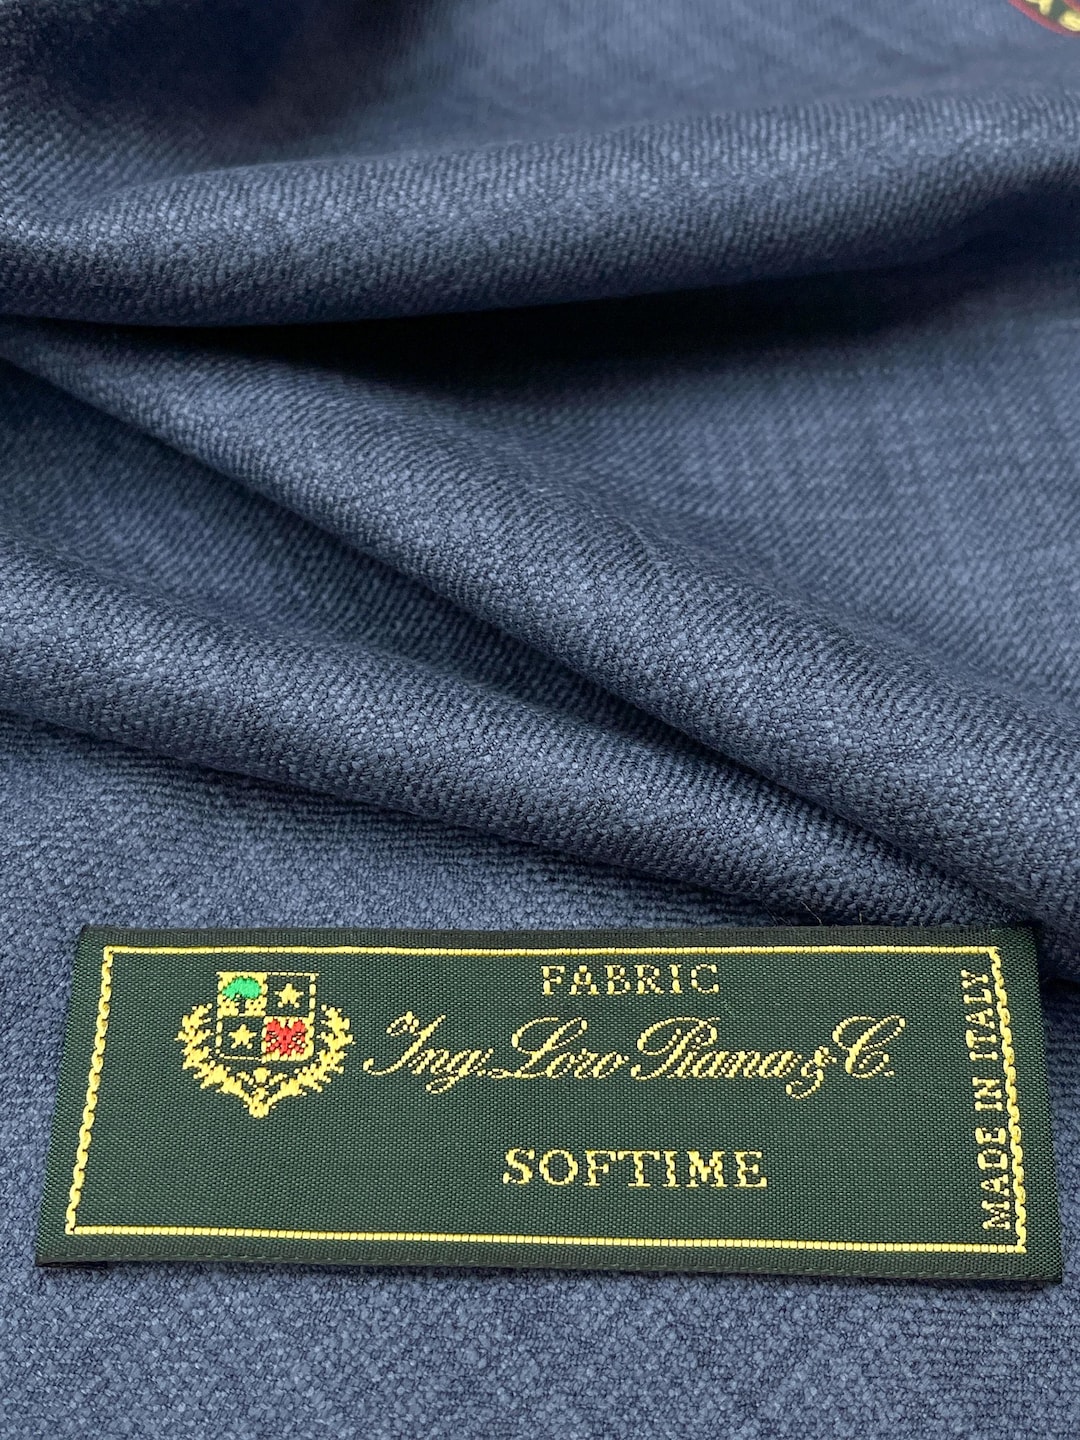 FABRIC
Ing. Loro Piana & C.
SOFTIME
MADE IN ITALY